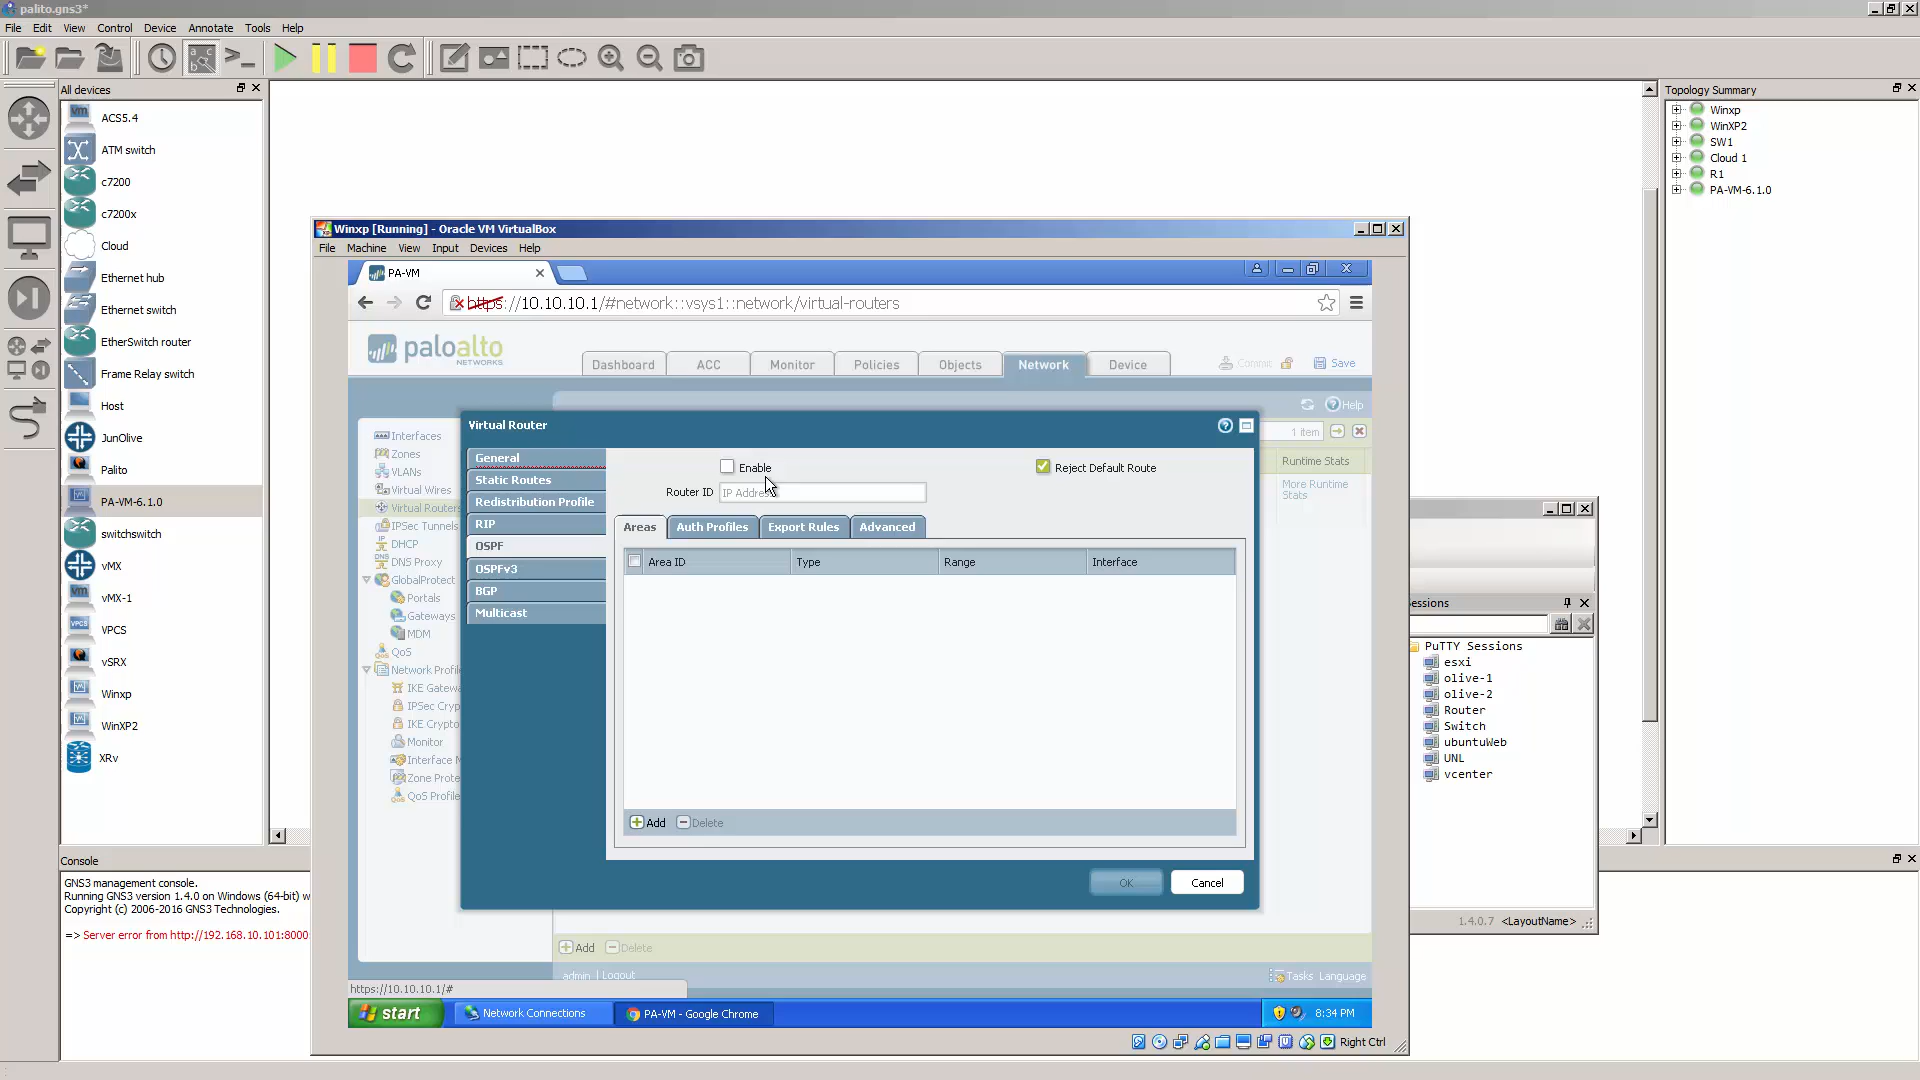 palito.gns3*
File Edit View Control Device Annotate Tools Help
All devices
ACS5.4
ATM switch
c7200
c7200x
Cloud
Ethernet hub
Ethernet switch
EtherSwitch router
Frame Relay switch
Host
JunOlive
Palito
PA-VM-6.1.0
switchswitch
vMX
vMX-1
VPCS
vSRX
Winxp
WinXP2
XRv
Topology Summary
Winxp
WinXP2
SW1
Cloud 1
R1
PA-VM-6.1.0
Winxp [Running] - Oracle VM VirtualBox
File Machine View Input Devices Help
PA-VM
https://10.10.10.1/#network::vsys1::network/virtual-routers
paloalto
NETWORKS
Dashboard ACC Monitor Policies Objects Network Device
Commit Save
Help
1 item
Interfaces
Zones
VLANs
Virtual Wires
Virtual Routers
IPSec Tunnels
DHCP
DNS Proxy
GlobalProtect
Portals
Gateways
MDM
QoS
Network Profile
IKE Gatewa
IPSec Cryp
IKE Crypto
Monitor
Interface M
Zone Prote
QoS Profile
Runtime Stats
More Runtime
Stats
Virtual Router
General
Static Routes
Redistribution Profile
RIP
OSPF
OSPFv3
BGP
Multicast
Enable
Reject Default Route
Router ID IP Address
Areas Auth Profiles Export Rules Advanced
Area ID Type Range Interface
Add Delete
OK Cancel
Add Delete
admin | Logout
Tasks Language
https://10.10.10.1/#
start Network Connections PA-VM - Google Chrome 8:34 PM
Right Ctrl
essions
PuTTY Sessions
esxi
olive-1
olive-2
Router
Switch
ubuntuWeb
UNL
vcenter
1.4.0.7 <LayoutName>
Console
GNS3 management console.
Running GNS3 version 1.4.0 on Windows (64-bit) w
Copyright (c) 2006-2016 GNS3 Technologies.
=> Server error from http://192.168.10.101:8000: